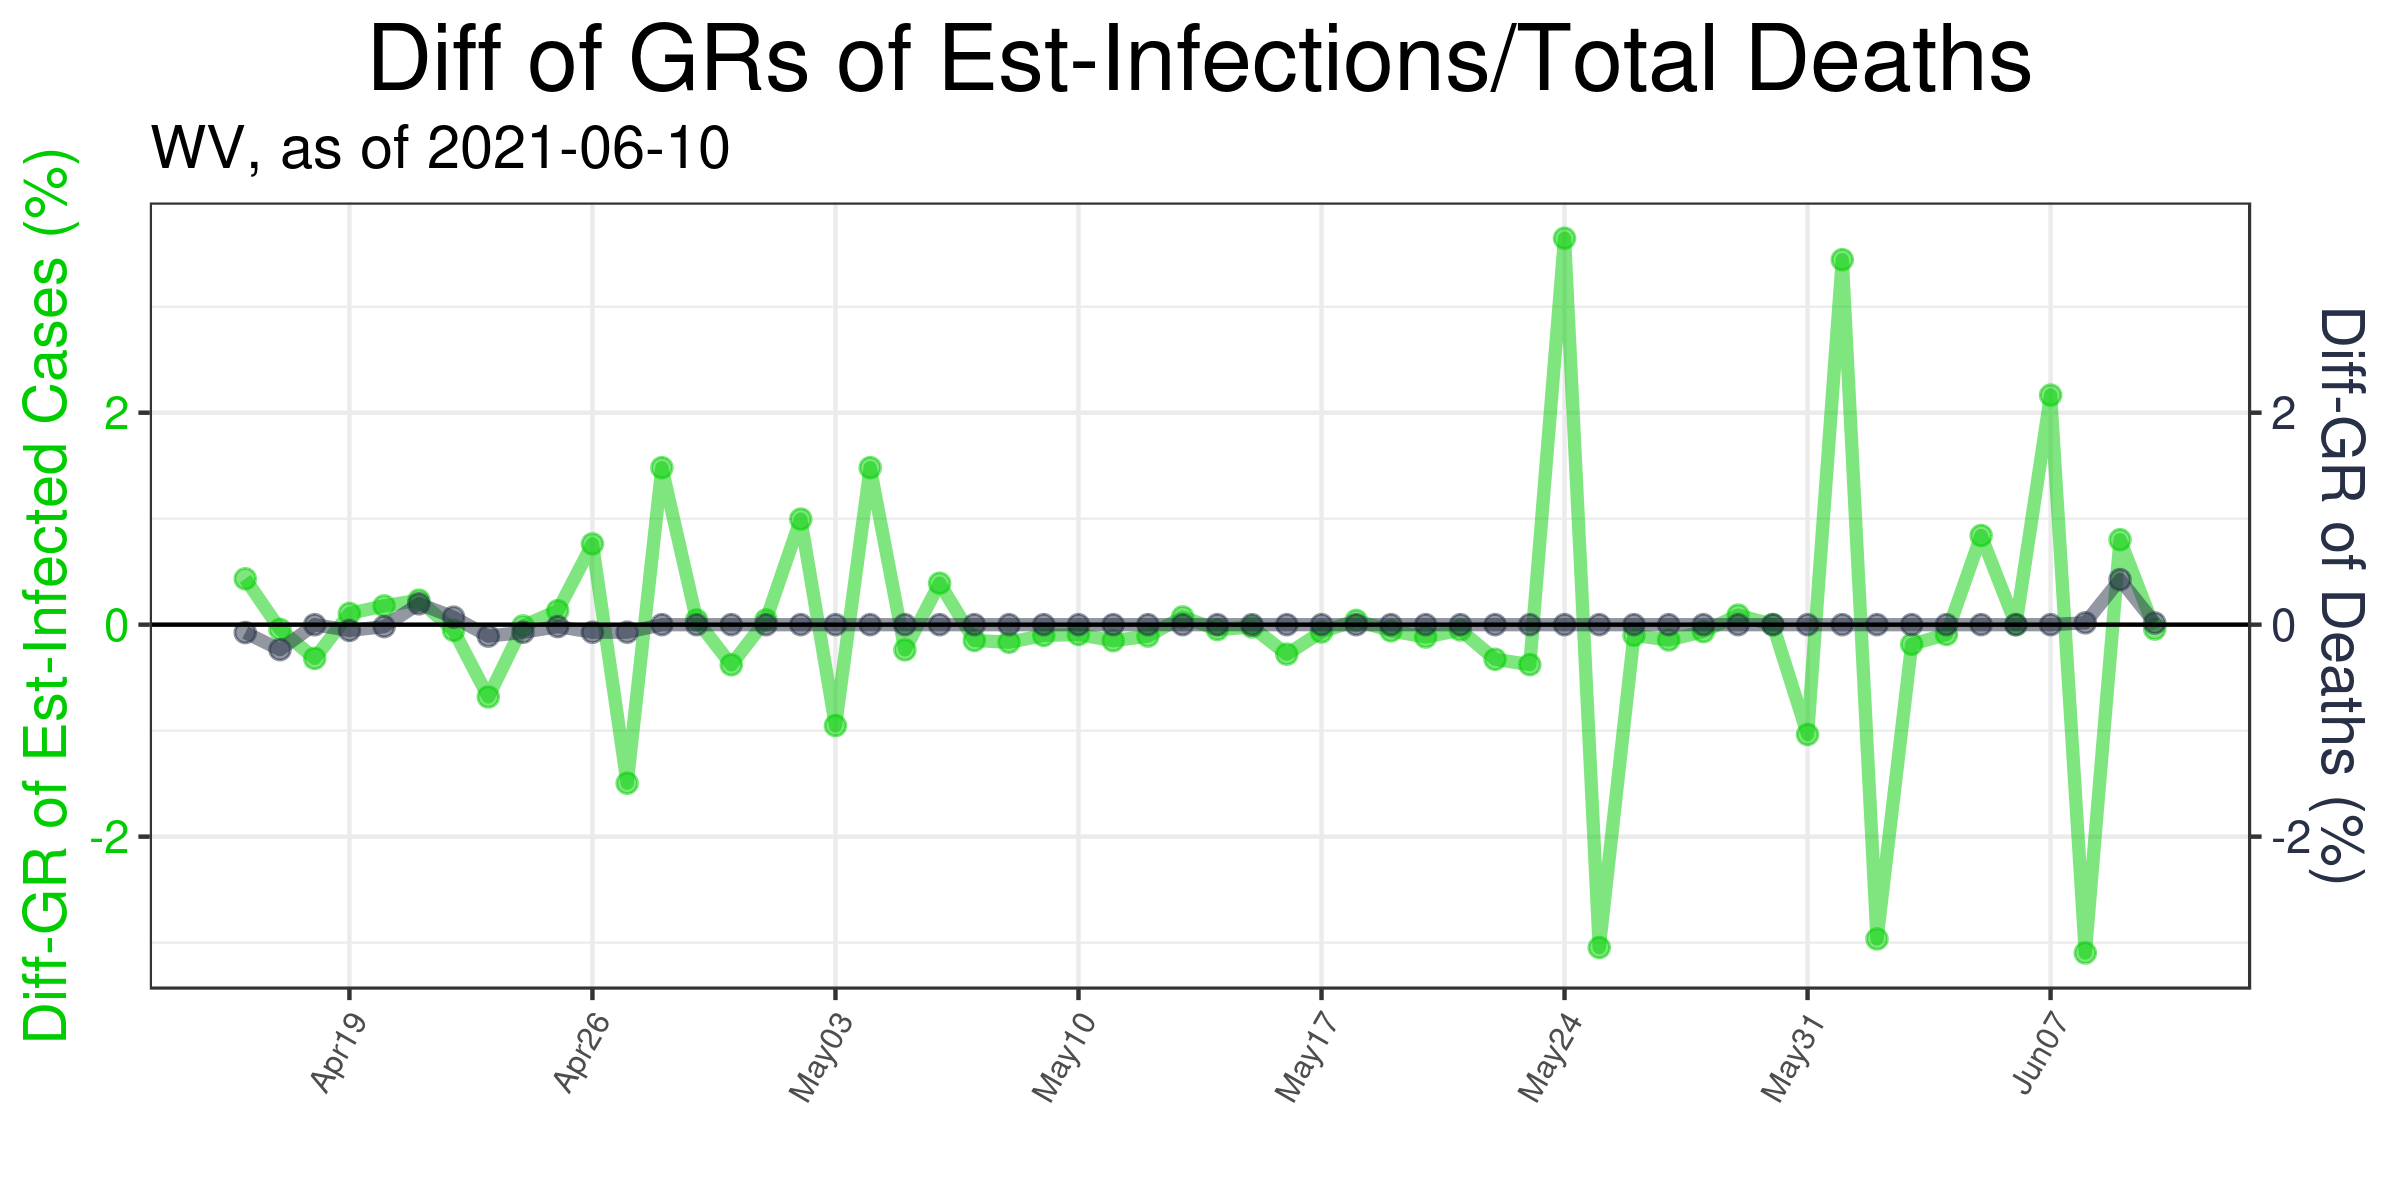 Diff of GRs of Est-Infections/Total Deaths
WV, as of 2021-06-10
Diff-GR of Est-Infected Cases (%)
2
0
-2
2
0
-2
Diff-GR of Deaths (%)
Apr19
Apr26
May03
May10
May17
May24
May31
Jun07